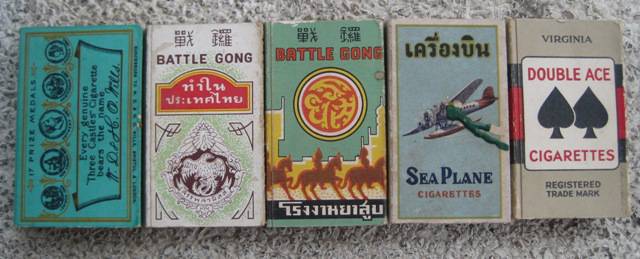 17 PRIZE MEDALS
Every genuine
Three Castles' Cigarette
bears the name
W. D. & H. O. Wills.
戰 鑼
BATTLE GONG
ทำใน
ประเทศไทย
戰 鑼
BATTLE GONG
โรงงานยาสูบ
เครื่องบิน
SEA PLANE
CIGARETTES
VIRGINIA
DOUBLE ACE
CIGARETTES
REGISTERED
TRADE MARK